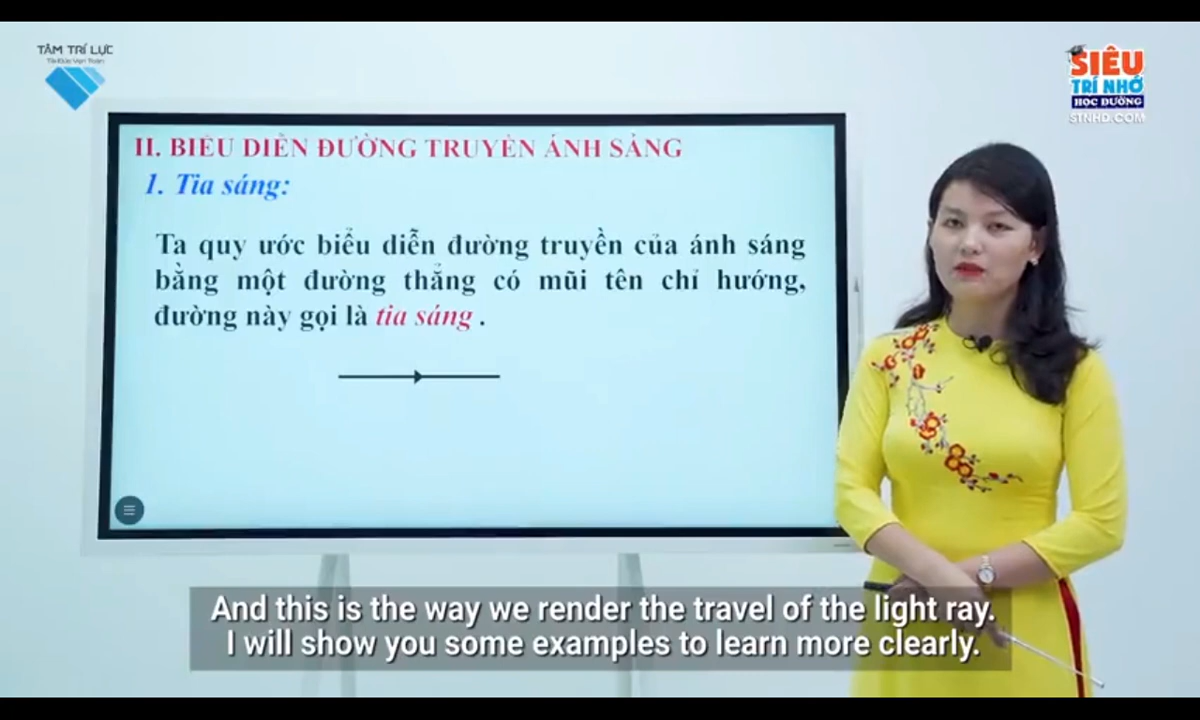 TÂM TRÍ LỰC
SIÊU
TRÍ NHỚ
HỌC ĐƯỜNG
STNHD.COM
II. BIỂU DIỄN ĐƯỜNG TRUYỀN ÁNH SÁNG
1. Tia sáng:
Ta quy ước biểu diễn đường truyền của ánh sáng
bằng một đường thẳng có mũi tên chỉ hướng,
đường này gọi là tia sáng .
And this is the way we render the travel of the light ray.
I will show you some examples to learn more clearly.